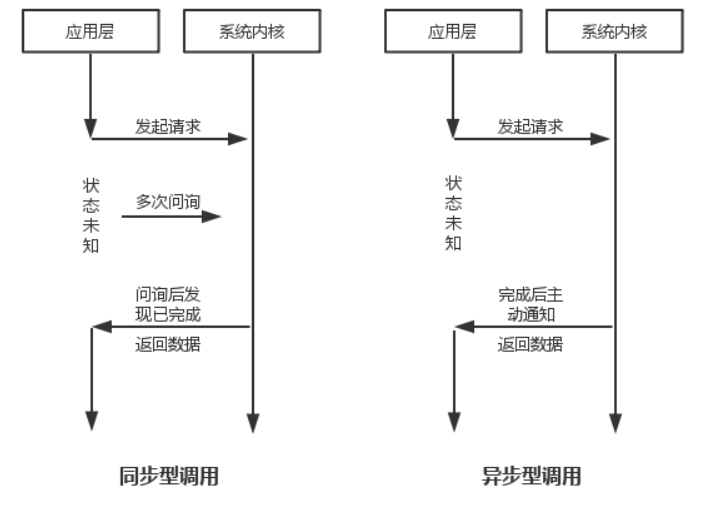 应用层
系统内核
发起请求
状态未知
多次问询
问询后发
现已完成
返回数据
同步型调用
应用层
系统内核
发起请求
状态未知
完成后主
动通知
返回数据
异步型调用